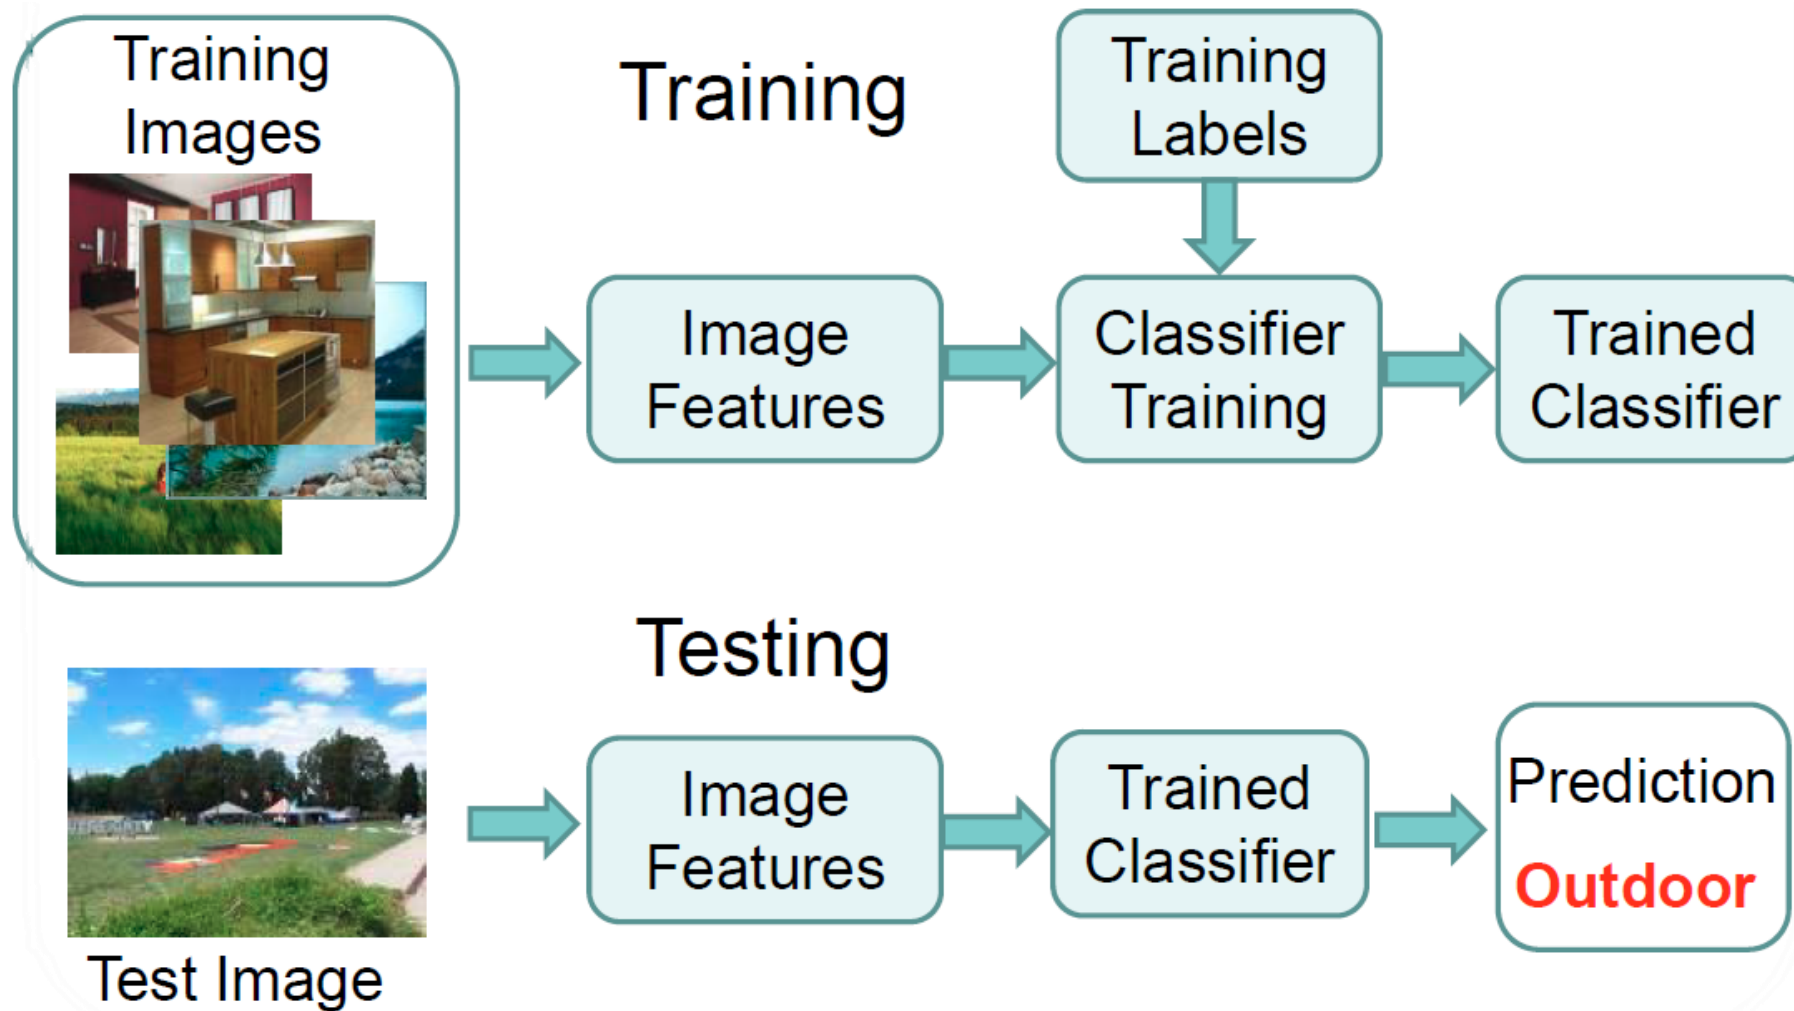 Training
Images
Training
Training
Labels
Image
Features
Classifier
Training
Trained
Classifier
Testing
Image
Features
Trained
Classifier
Prediction
Outdoor
Test Image